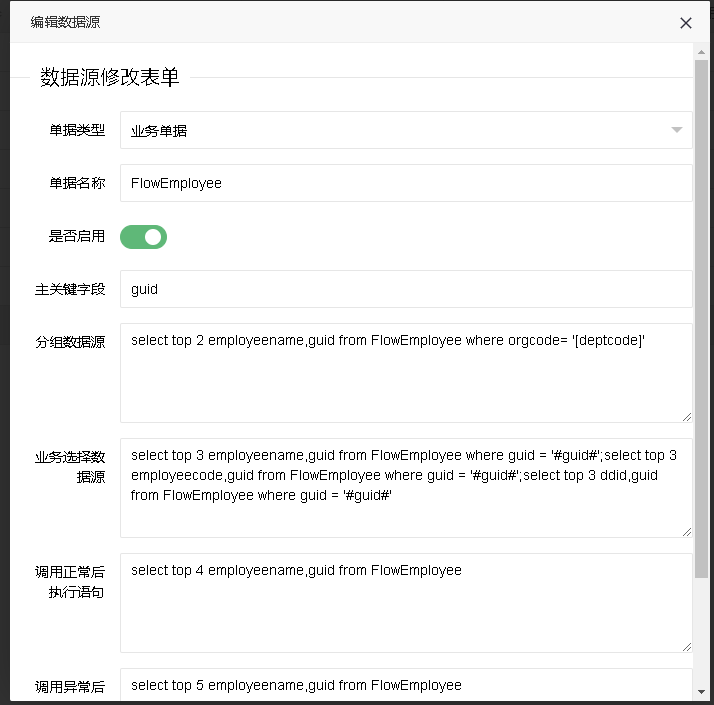 编辑数据源
数据源修改表单
单据类型
业务单据
单据名称
FlowEmployee
是否启用
主关键字段
guid
分组数据源
select top 2 employeename,guid from FlowEmployee where orgcode= '[deptcode]'
业务选择数
据源
select top 3 employeename,guid from FlowEmployee where guid = '#guid#';select top 3
employeecode,guid from FlowEmployee where guid = '#guid#';select top 3 ddid,guid
from FlowEmployee where guid = '#guid#'
调用正常后
执行语句
select top 4 employeename,guid from FlowEmployee
调用异常后
select top 5 employeename,guid from FlowEmployee